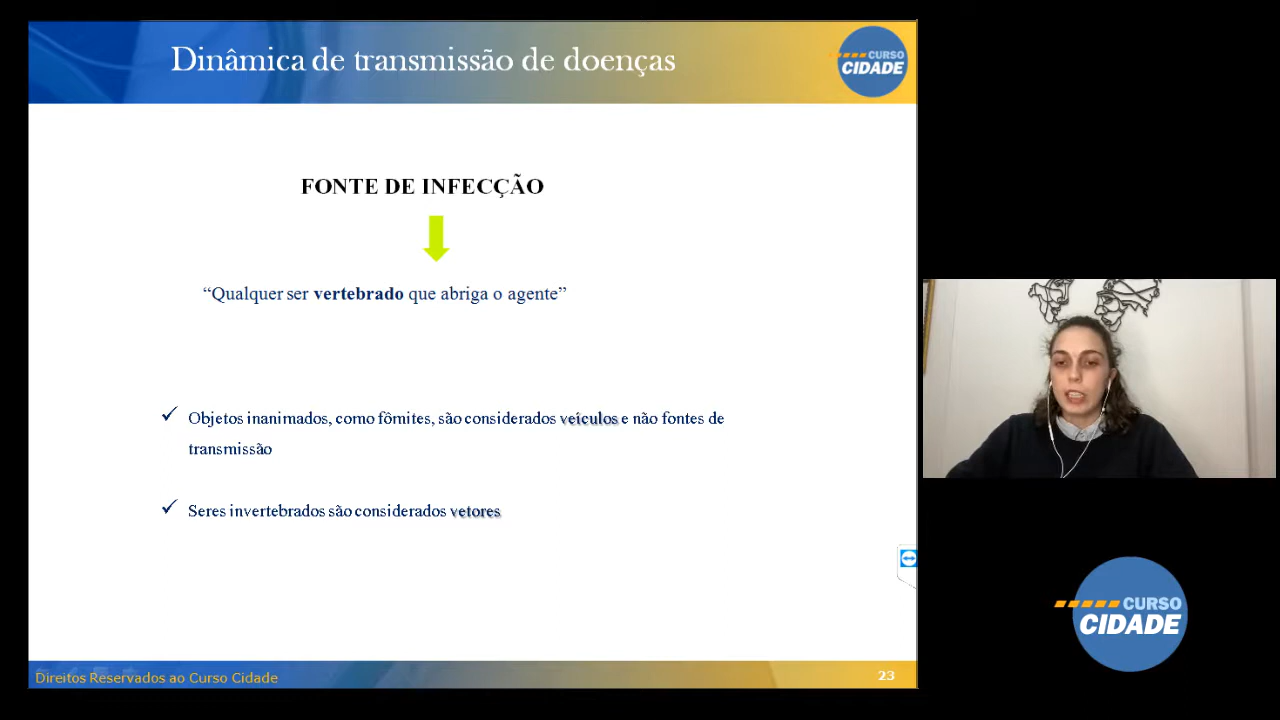 Dinâmica de transmissão de doenças
CURSO
CIDADE
FONTE DE INFECÇÃO
“Qualquer ser vertebrado que abriga o agente”
Objetos inanimados, como fômites, são considerados veículos e não fontes de
transmissão
Seres invertebrados são considerados vetores
Direitos Reservados ao Curso Cidade
23
CURSO
CIDADE